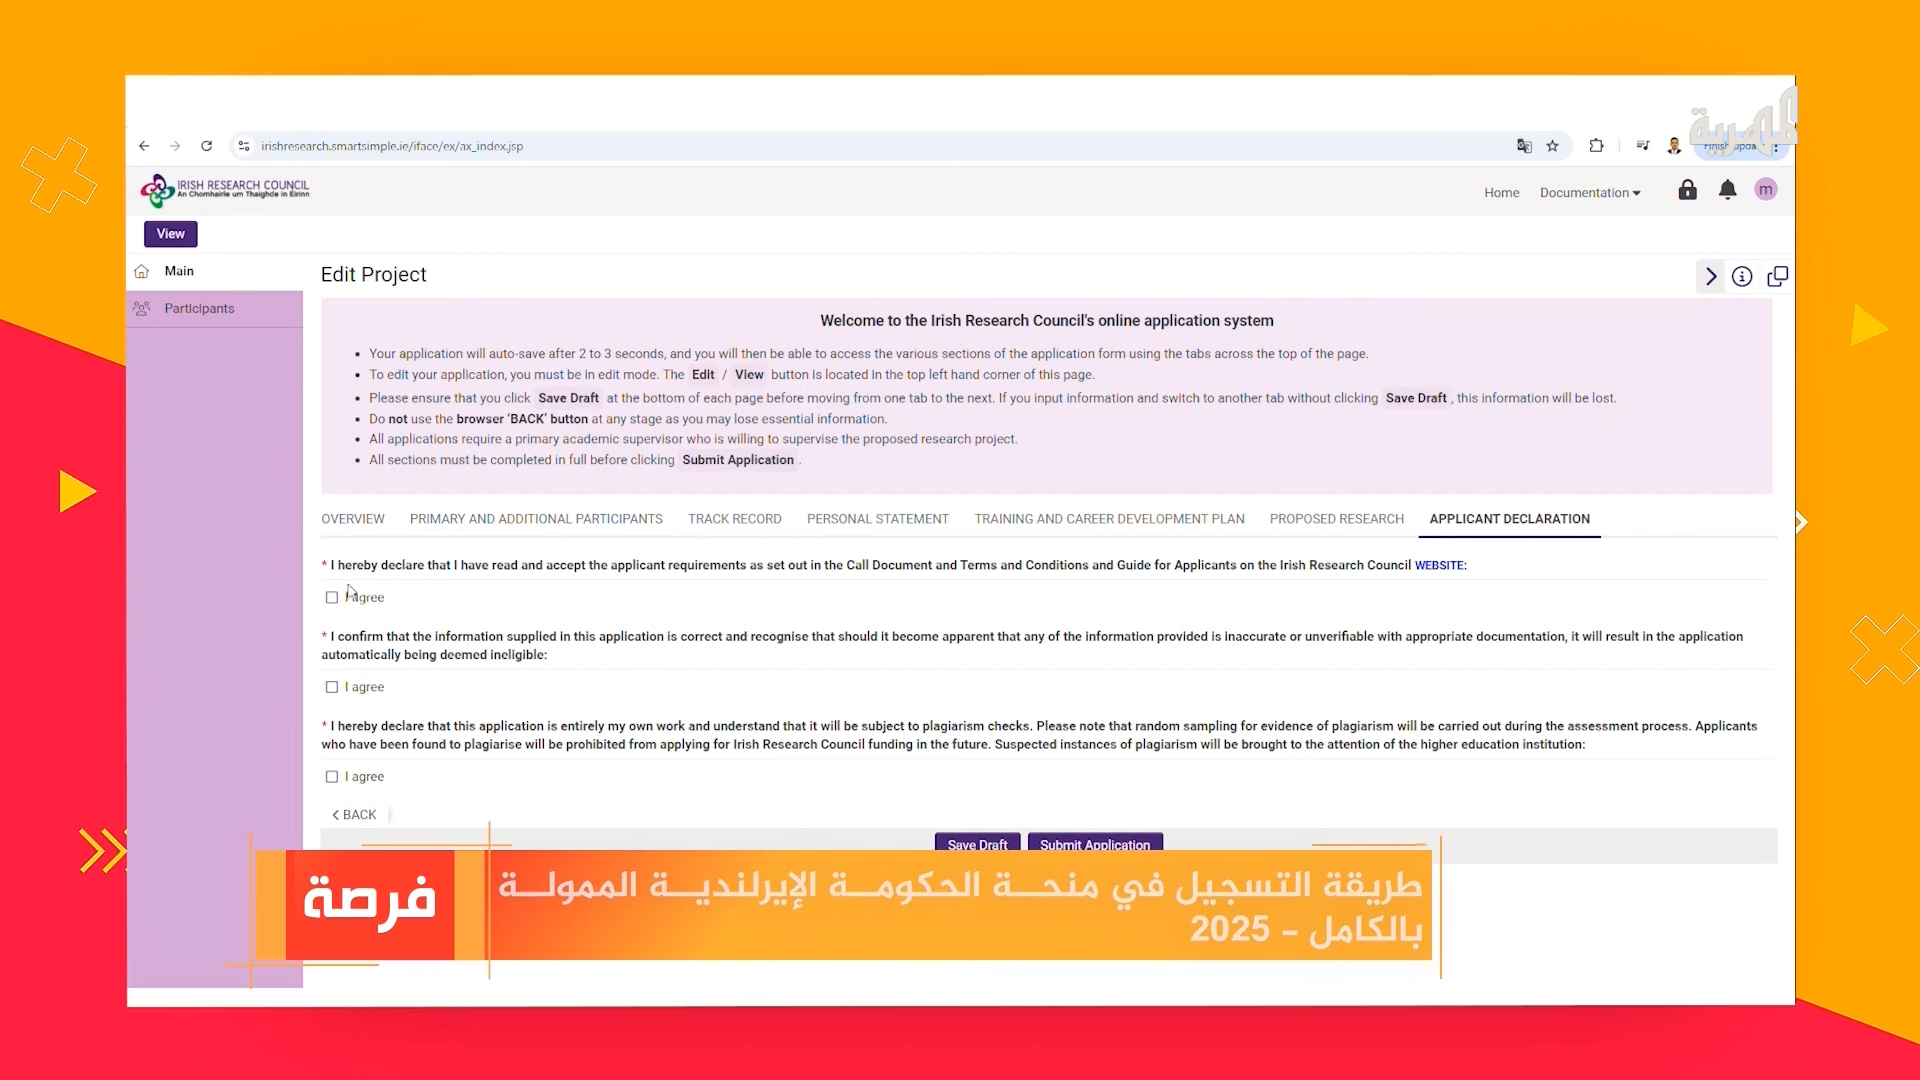 المهرية
irishresearch.smartsimple.ie/iface/ex/ax_index.jsp
IRISH RESEARCH COUNCIL
An Chomhairle um Thaighde in Éirinn
Home Documentation
m
View
Main
Participants
Edit Project
Welcome to the Irish Research Council's online application system
Your application will auto-save after 2 to 3 seconds, and you will then be able to access the various sections of the application form using the tabs across the top of the page.
To edit your application, you must be in edit mode. The Edit / View button is located in the top left hand corner of this page.
Please ensure that you click Save Draft at the bottom of each page before moving from one tab to the next. If you input information and switch to another tab without clicking Save Draft , this information will be lost.
Do not use the browser ‘BACK’ button at any stage as you may lose essential information.
All applications require a primary academic supervisor who is willing to supervise the proposed research project.
All sections must be completed in full before clicking Submit Application .
OVERVIEW PRIMARY AND ADDITIONAL PARTICIPANTS TRACK RECORD PERSONAL STATEMENT TRAINING AND CAREER DEVELOPMENT PLAN PROPOSED RESEARCH APPLICANT DECLARATION
* I hereby declare that I have read and accept the applicant requirements as set out in the Call Document and Terms and Conditions and Guide for Applicants on the Irish Research Council WEBSITE:
I agree
* I confirm that the information supplied in this application is correct and recognise that should it become apparent that any of the information provided is inaccurate or unverifiable with appropriate documentation, it will result in the application
automatically being deemed ineligible:
I agree
* I hereby declare that this application is entirely my own work and understand that it will be subject to plagiarism checks. Please note that random sampling for evidence of plagiarism will be carried out during the assessment process. Applicants
who have been found to plagiarise will be prohibited from applying for Irish Research Council funding in the future. Suspected instances of plagiarism will be brought to the attention of the higher education institution:
I agree
BACK
Save Draft Submit Application
فرصة
طريقة التسجيل في منحة الحكومة الإيرلندية الممولة
بالكامل - 2025